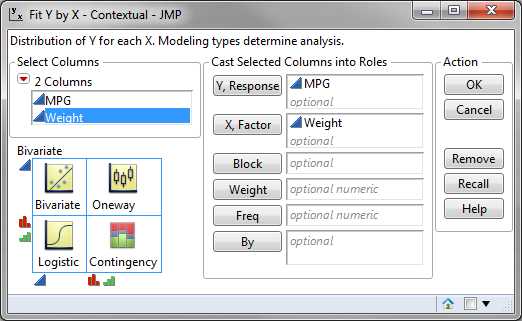 Fit Y by X - Contextual - JMP
Distribution of Y for each X. Modeling types determine analysis.
Select Columns
2 Columns
MPG
Weight
Bivariate
Bivariate
Oneway
Logistic
Contingency
Cast Selected Columns into Roles
Y, Response
MPG
optional
X, Factor
Weight
optional
Block
optional
Weight
optional numeric
Freq
optional numeric
By
optional
Action
OK
Cancel
Remove
Recall
Help